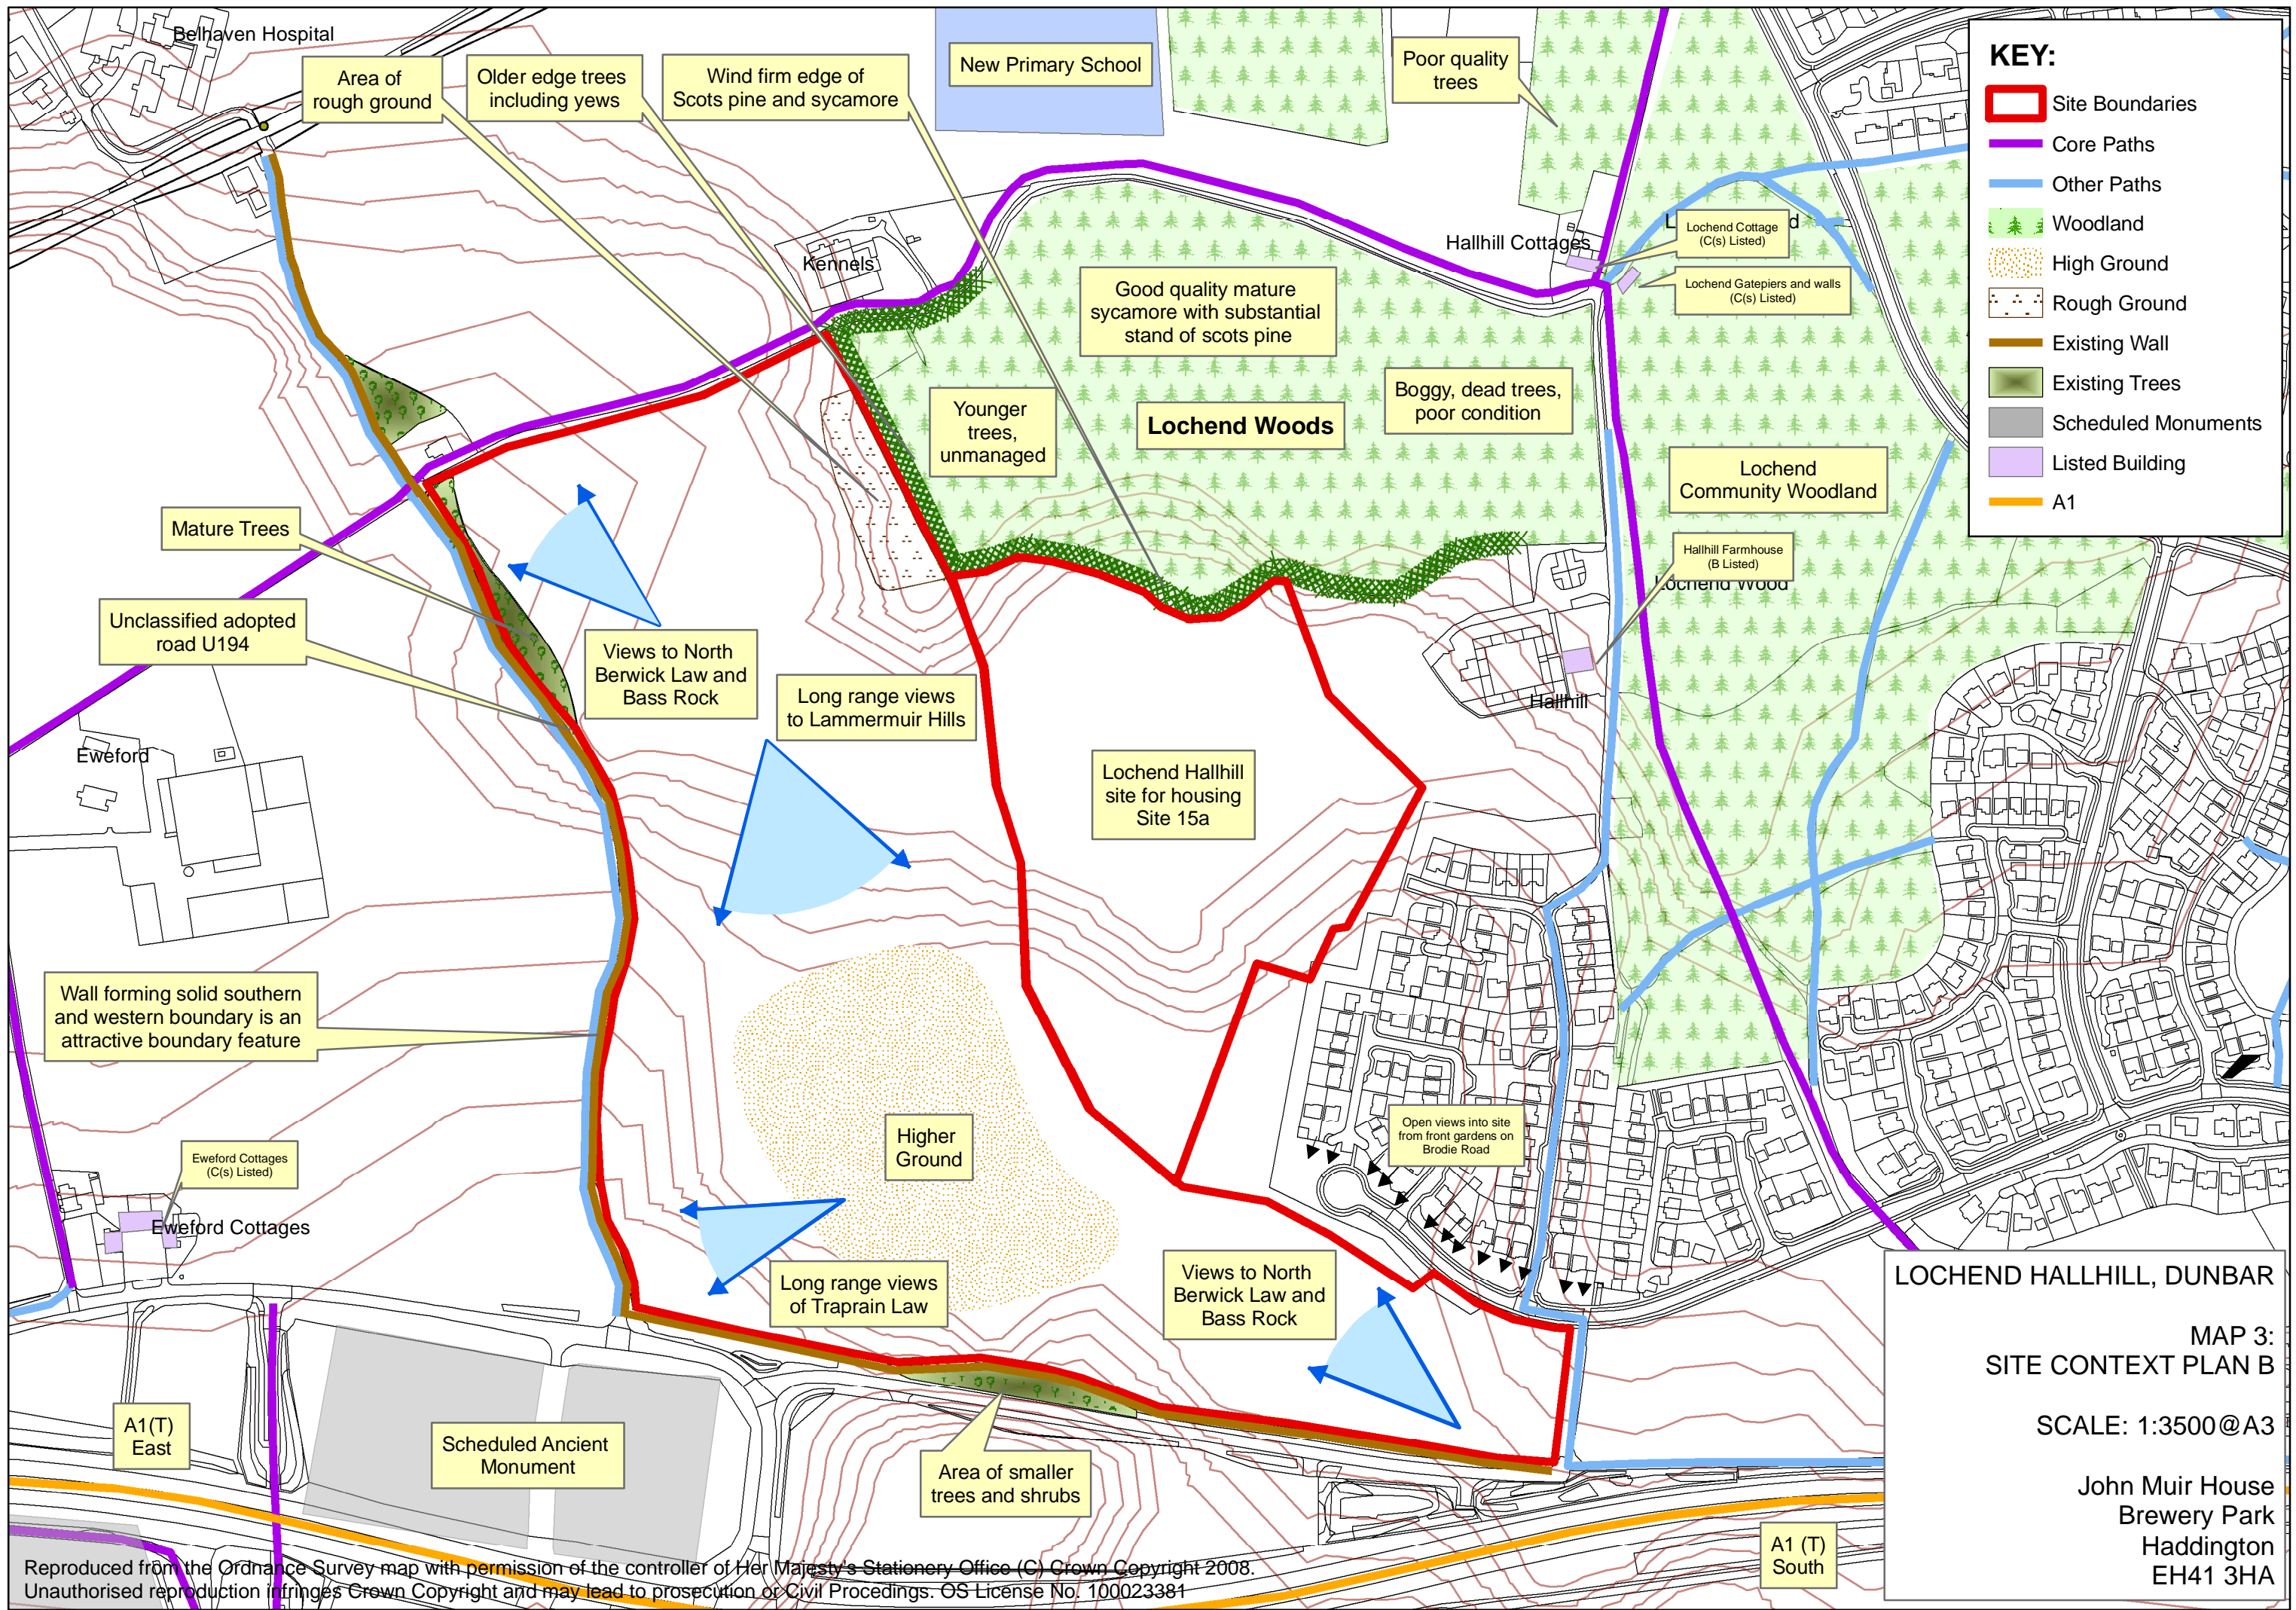 Belhaven Hospital
Area of
rough ground
Older edge trees
including yews
Wind firm edge of
Scots pine and sycamore
New Primary School
Poor quality
trees
KEY:
Site Boundaries
Core Paths
Other Paths
Woodland
High Ground
Rough Ground
Existing Wall
Existing Trees
Scheduled Monuments
Listed Building
A1
Kennels
Hallhill Cottages
Lochend Cottage
(C(s) Listed)
Lochend Gatepiers and walls
(C(s) Listed)
Good quality mature
sycamore with substantial
stand of scots pine
Younger
trees,
unmanaged
Lochend Woods
Boggy, dead trees,
poor condition
Lochend
Community Woodland
Mature Trees
Hallhill Farmhouse
(B Listed)
Lochend Wood
Unclassified adopted
road U194
Views to North
Berwick Law and
Bass Rock
Long range views
to Lammermuir Hills
Hallhill
Eweford
Lochend Hallhill
site for housing
Site 15a
Wall forming solid southern
and western boundary is an
attractive boundary feature
Higher
Ground
Open views into site
from front gardens on
Brodie Road
Eweford Cottages
(C(s) Listed)
Eweford Cottages
Long range views
of Traprain Law
Views to North
Berwick Law and
Bass Rock
A1(T)
East
Scheduled Ancient
Monument
Area of smaller
trees and shrubs
A1 (T)
South
LOCHEND HALLHILL, DUNBAR
MAP 3:
SITE CONTEXT PLAN B
SCALE: 1:3500@A3
John Muir House
Brewery Park
Haddington
EH41 3HA
Reproduced from the Ordnance Survey map with permission of the controller of Her Majesty's Stationery Office (C) Crown Copyright 2008.
Unauthorised reproduction infringes Crown Copyright and may lead to prosecution or Civil Procedings. OS License No. 100023381